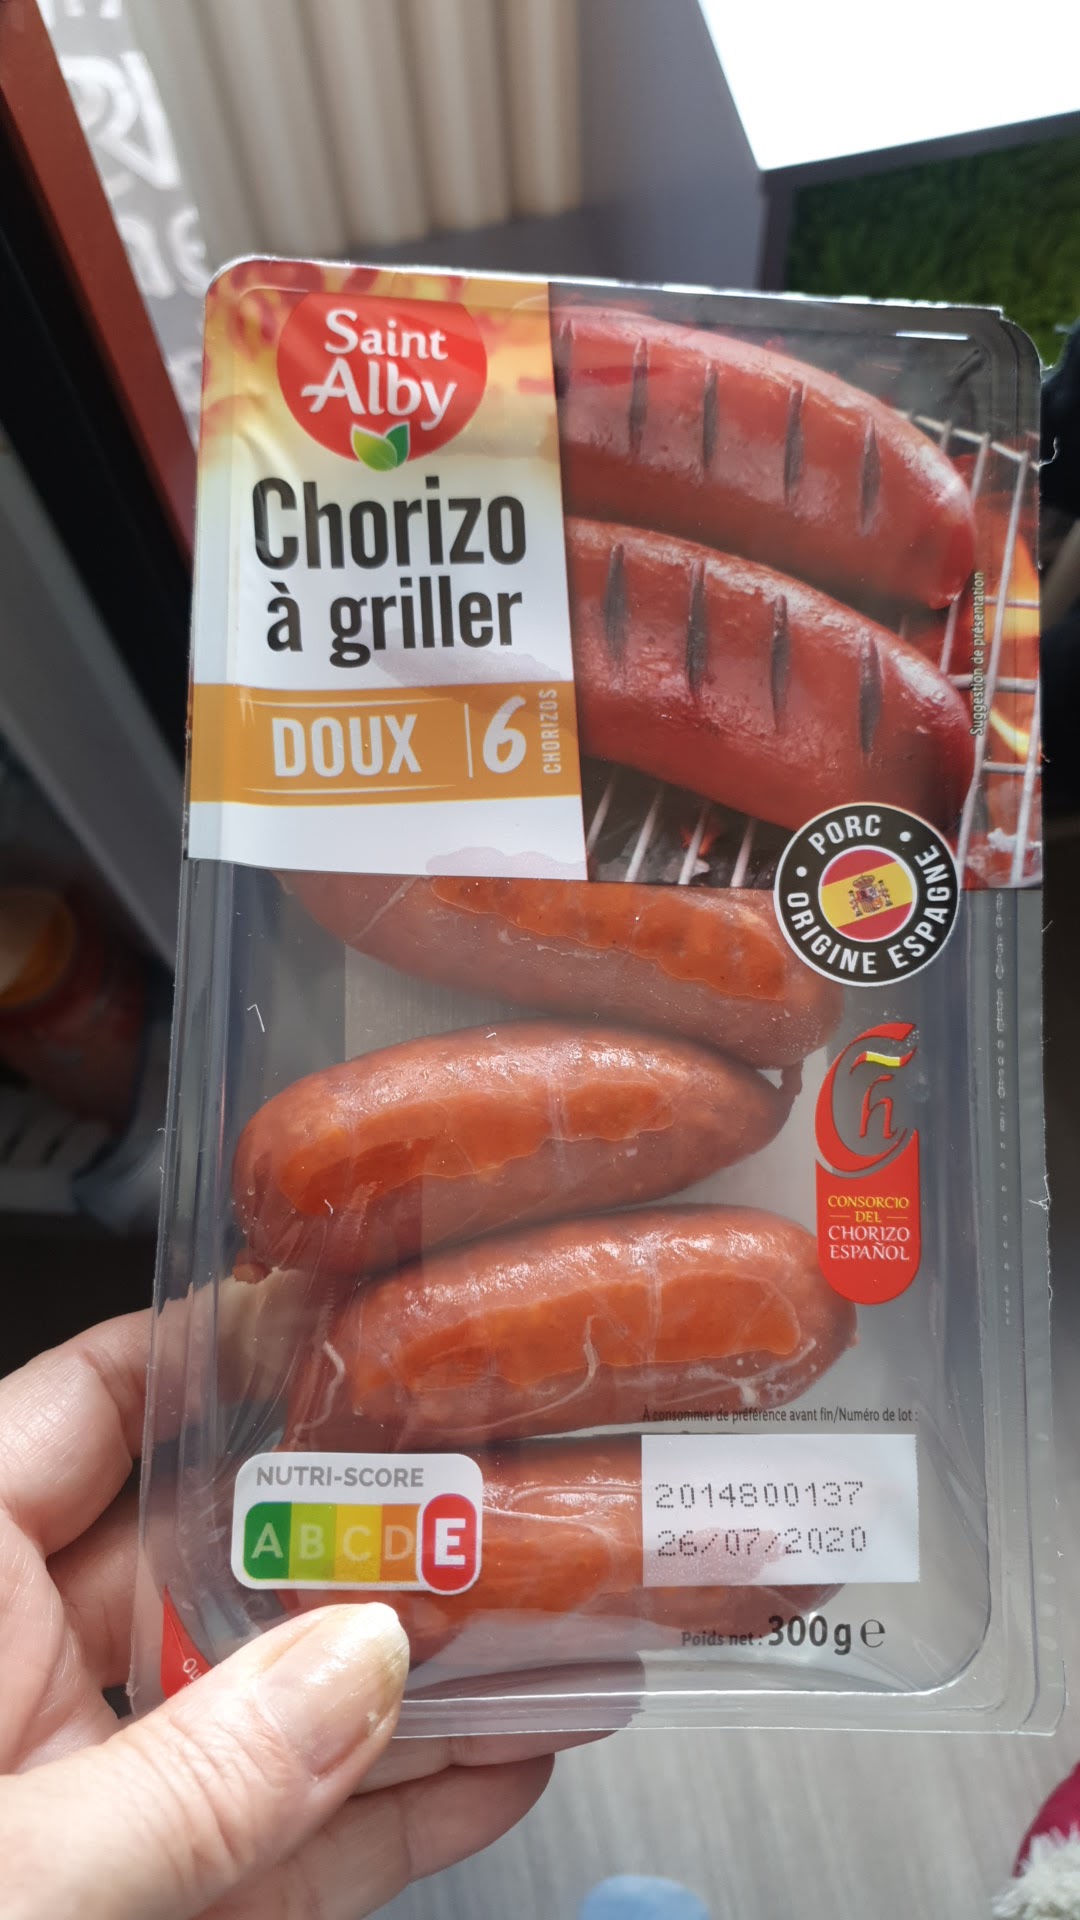 Saint
Alby
Chorizo
à griller
DOUX
6
CHORIZOS
Suggestion de présentation
PORC • ORIGINE ESPAGNE •
Ch
CONSORCIO
DEL
CHORIZO
ESPAÑOL
À consommer de préférence avant fin/Numéro de lot :
2014800137
26/07/2020
NUTRI-SCORE
A B C D E
Poids net : 300g e